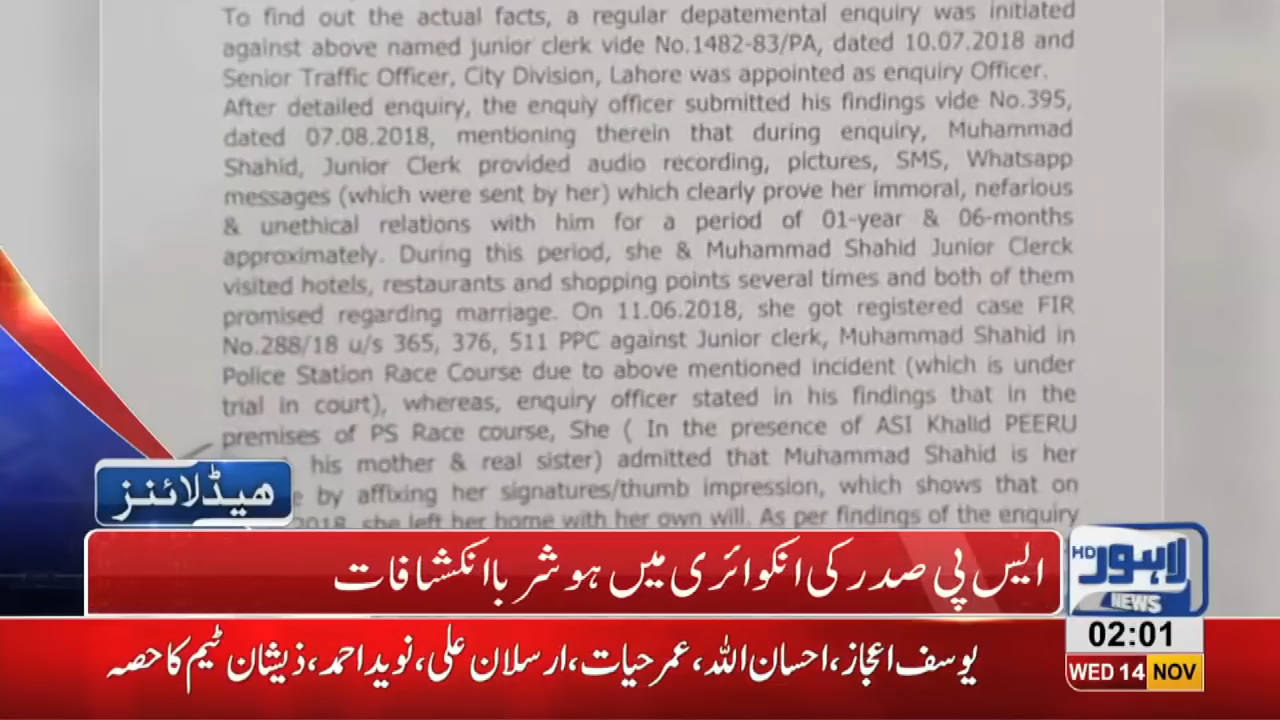 To find out the actual facts, a regular depatemental enquiry was initiated
against above named junior clerk vide No.1482-83/PA, dated 10.07.2018 and
Senior Traffic Officer, City Division, Lahore was appointed as enquiry Officer.
After detailed enquiry, the enquiy officer submitted his findings vide No.395,
dated 07.08.2018, mentioning therein that during enquiry, Muhammad
Shahid, Junior Clerk provided audio recording, pictures, SMS, Whatsapp
messages (which were sent by her) which clearly prove her immoral, nefarious
& unethical relations with him for a period of 01-year & 06-months
approximately. During this period, she & Muhammad Shahid Junior Clerck
visited hotels, restaurants and shopping points several times and both of them
promised regarding marriage. On 11.06.2018, she got registered case FIR
No.288/18 u/s 365, 376, 511 PPC against Junior clerk, Muhammad Shahid in
Police Station Race Course due to above mentioned incident (which is under
trial in court), whereas, enquiry officer stated in his findings that in the
premises of PS Race course, She ( In the presence of ASI Khalid PEERU
his mother & real sister) admitted that Muhammad Shahid is her
by affixing her signatures/thumb impression, which shows that on
2018, she left her home with her own will. As per findings of the enquiry
ہیڈلائنز
ایس پی صدر کی انکوائری میں ہوشربا انکشافات
HD لاہور
NEWS
02:01
WED 14 NOV
یوسف اعجاز، احسان اللہ، عمر حیات، ارسلان علی، نوید احمد، ذیشان ٹیم کا حصہ